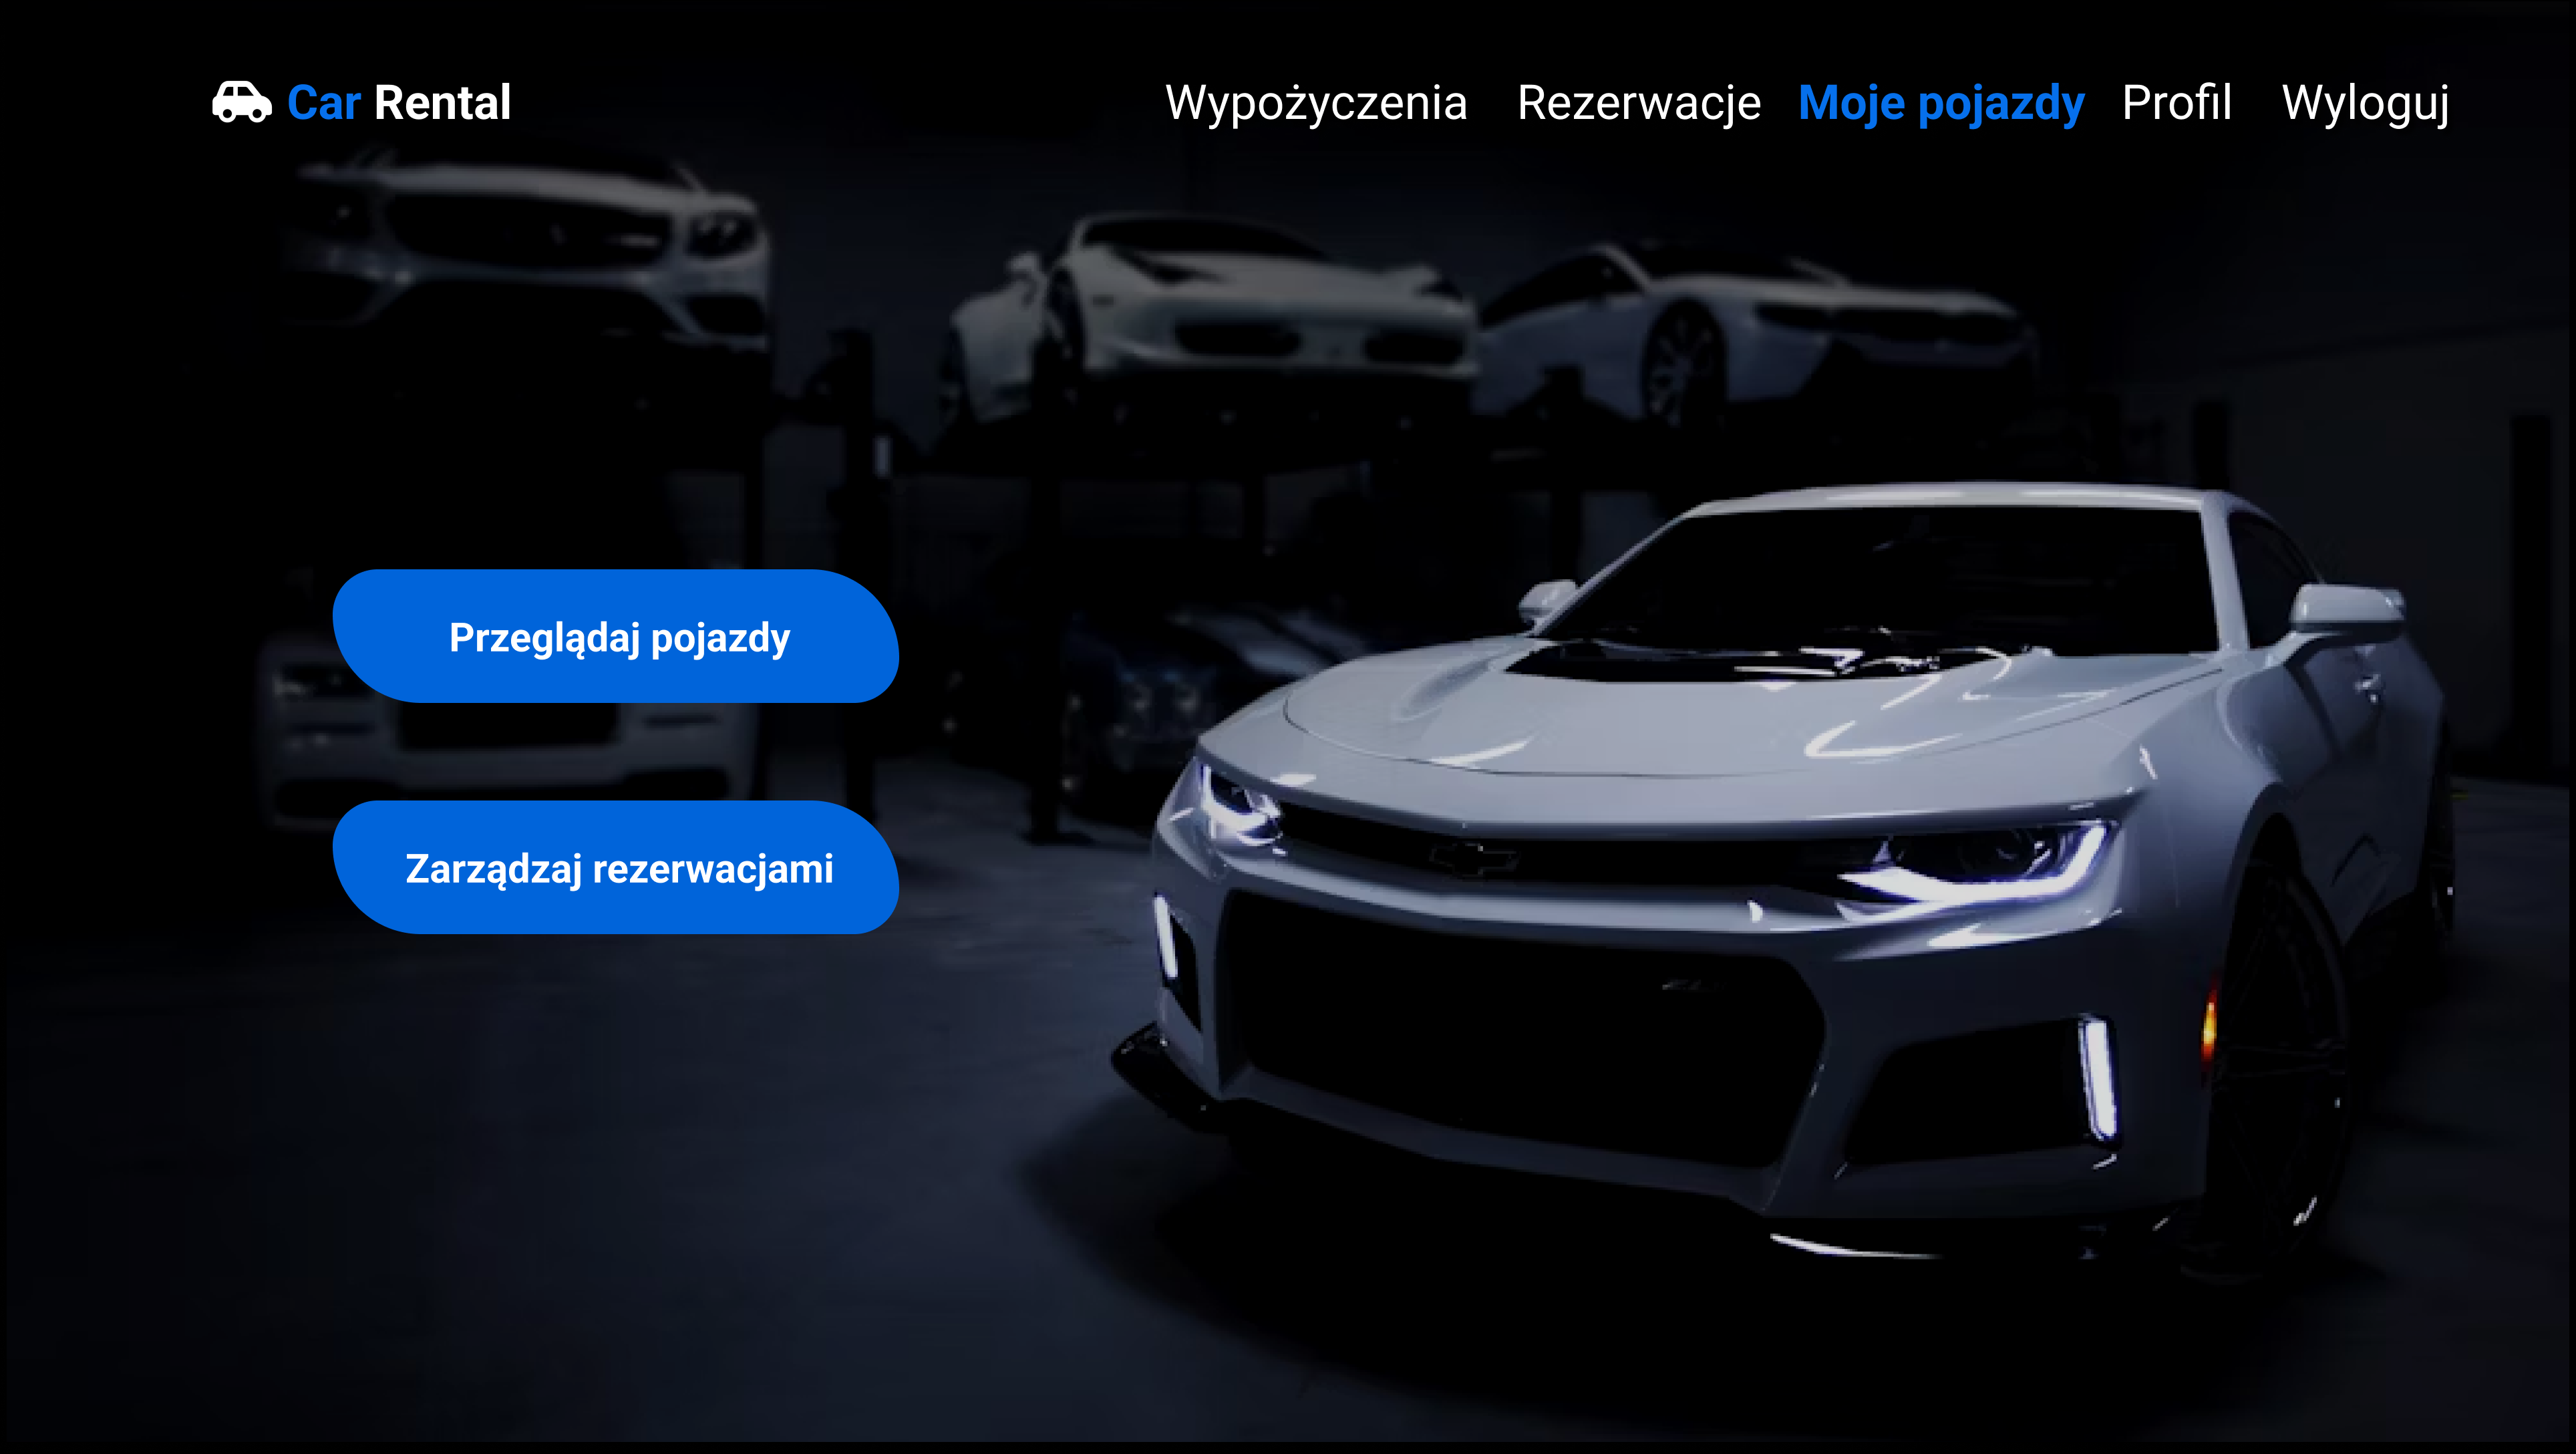 Car Rental
Wypożyczenia Rezerwacje Moje pojazdy Profil Wyloguj
Przeglądaj pojazdy
Zarządzaj rezerwacjami